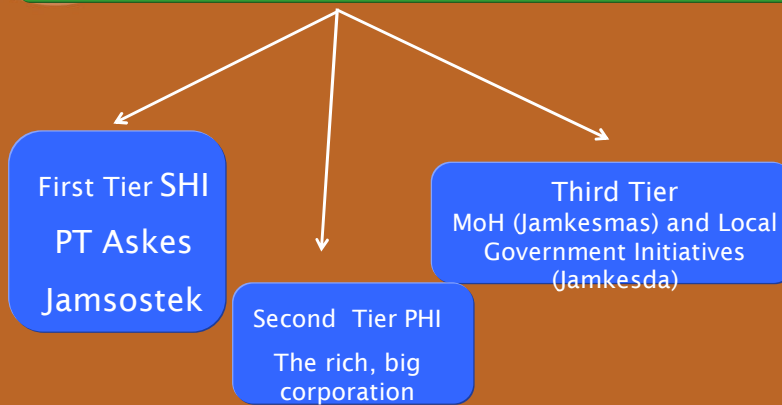 First Tier SHI
PT Askes
Jamsostek
Second Tier PHI
The rich, big
corporation
Third Tier
MoH (Jamkesmas) and Local
Government Initiatives
(Jamkesda)